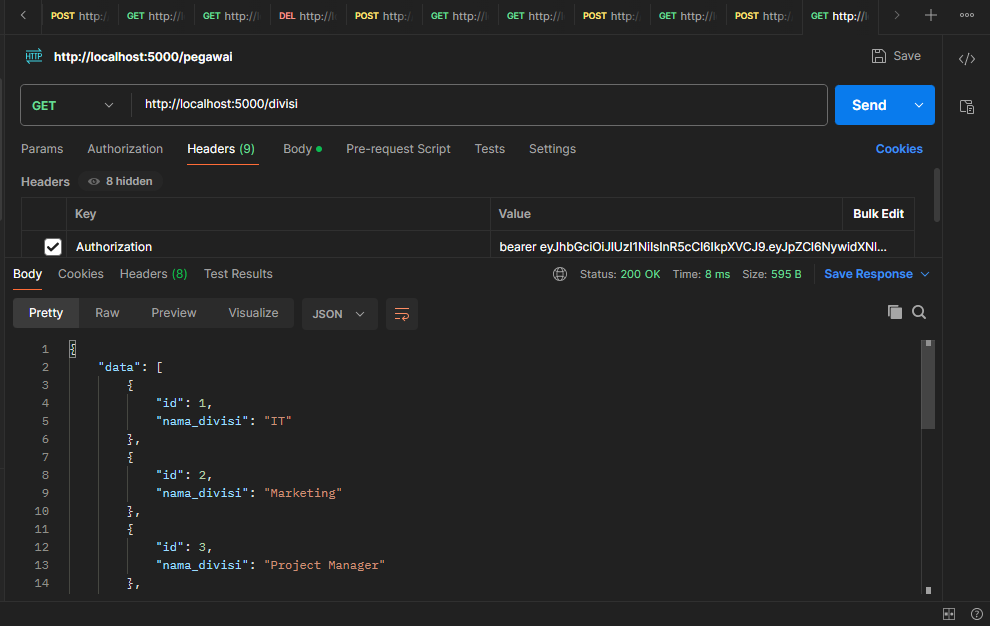 POST http:/ GET http://l GET http://l DEL http://l POST http:/ GET http://l GET http://l POST http:/ GET http://l POST http:/ GET http://l
HTTP http://localhost:5000/pegawai Save
GET http://localhost:5000/divisi Send
Params Authorization Headers (9) Body Pre-request Script Tests Settings Cookies
Headers 8 hidden
Key Value Bulk Edit
Authorization bearer
Body Cookies Headers (8) Test Results Status: 200 OK Time: 8 ms Size: 595 B Save Response
Pretty Raw Preview Visualize JSON
1 {
2 "data": [
3 {
4 "id": 1,
5 "nama_divisi": "IT"
6 },
7 {
8 "id": 2,
9 "nama_divisi": "Marketing"
10 },
11 {
12 "id": 3,
13 "nama_divisi": "Project Manager"
14 },